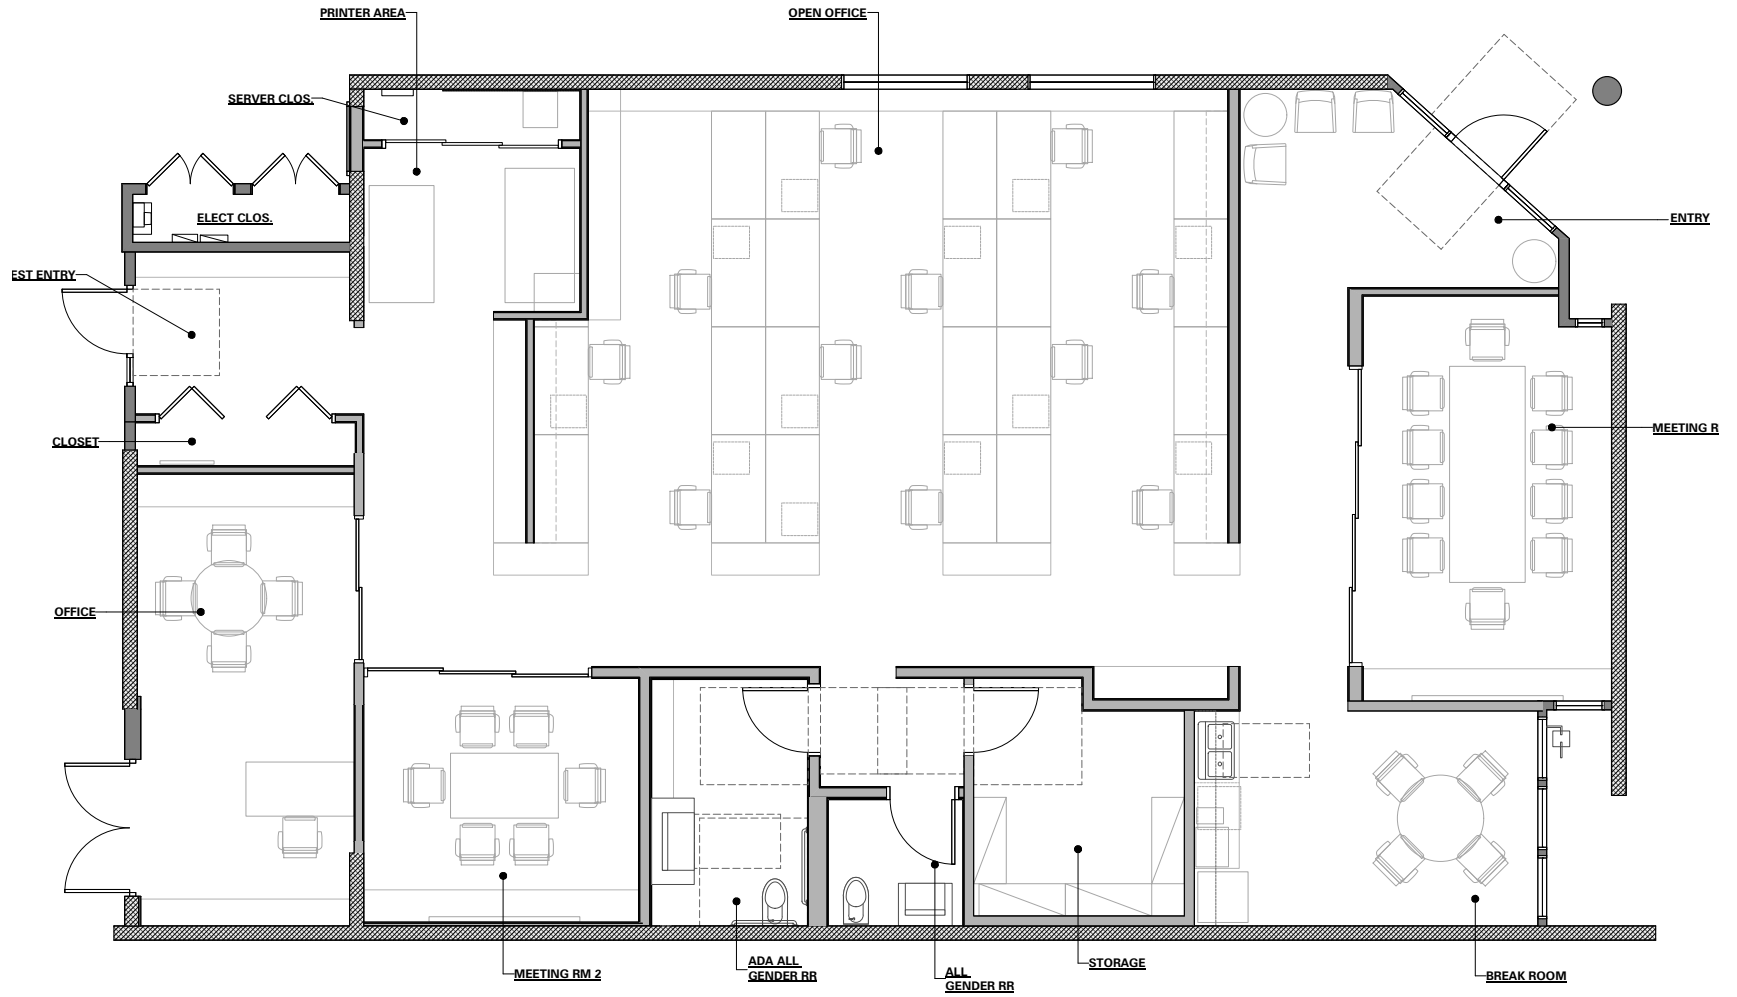 PRINTER AREA
OPEN OFFICE
SERVER CLOS.
ELECT CLOS.
ENTRY
EST ENTRY
MEETING R
CLOSET
OFFICE
MEETING RM 2
ADA ALL
GENDER RR
ALL
GENDER RR
STORAGE
BREAK ROOM